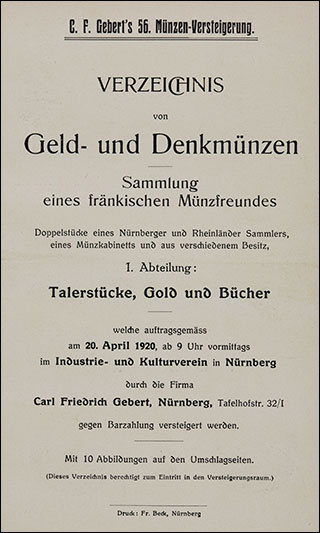 C. F. Gebert's 56. Münzen-Versteigerung.
VERZEICHNIS
von
Geld- und Denkmünzen
Sammlung
eines fränkischen Münzfreundes
Doppelstücke eines Nürnberger und Rheinländer Sammlers,
eines Münzkabinetts und aus verschiedenem Besitz,
1. Abteilung:
Talerstücke, Gold und Bücher
welche auftragsgemäss
am 20. April 1920, ab 9 Uhr vormittags
im Industrie- und Kulturverein in Nürnberg
durch die Firma
Carl Friedrich Gebert, Nürnberg, Tafelhofstr. 32/I
gegen Barzahlung versteigert werden.
Mit 10 Abbildungen auf den Umschlagseiten.
(Dieses Verzeichnis berechtigt zum Eintritt in den Versteigerungsraum.)
Druck: Fr. Beck, Nürnberg